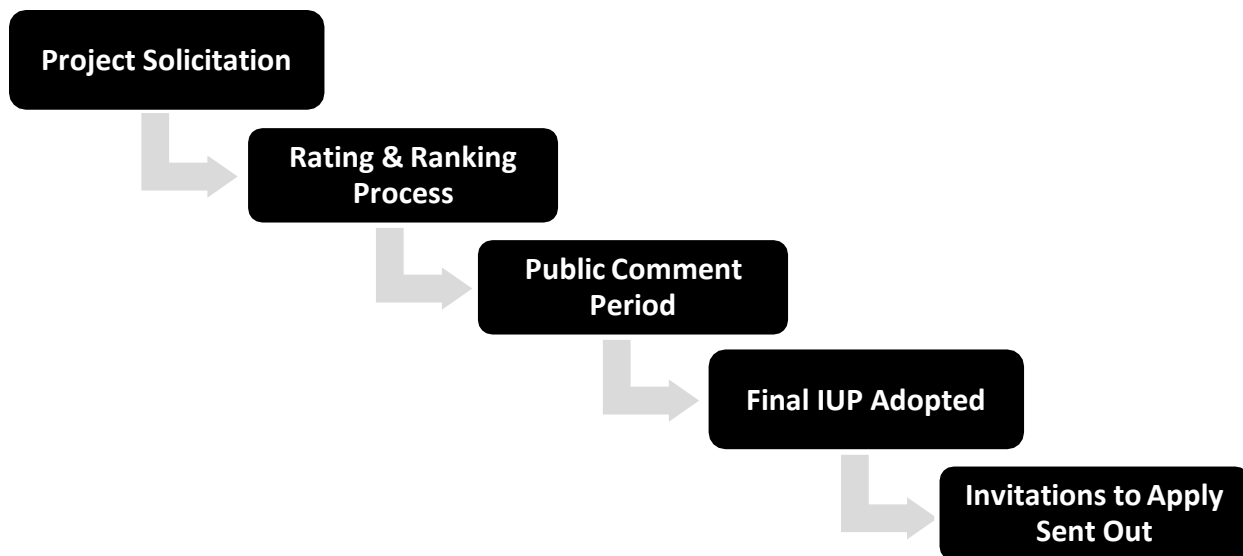 Project Solicitation
Rating & Ranking
Process
Public Comment
Period
Final IUP Adopted
Invitations to Apply
Sent Out